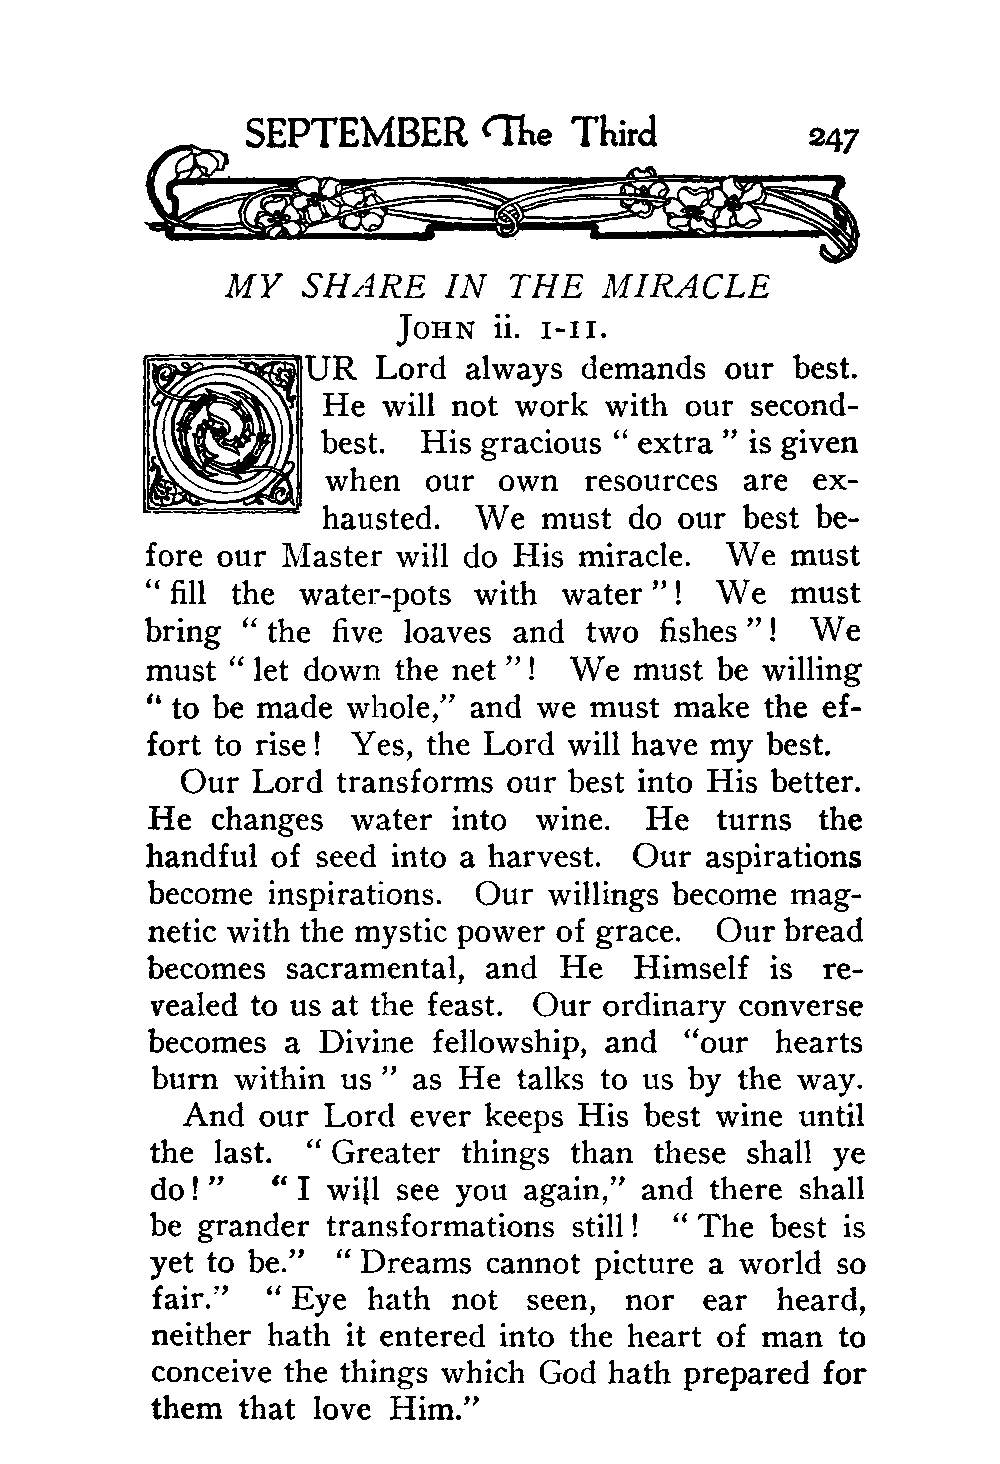 SEPTEMBER The Third 247
MY SHARE IN THE MIRACLE
JOHN ii. 1-11.
OUR Lord always demands our best.
He will not work with our second-
best. His gracious “ extra ” is given
when our own resources are ex-
hausted. We must do our best be-
fore our Master will do His miracle. We must
“ fill the water-pots with water ”! We must
bring “ the five loaves and two fishes ”! We
must “ let down the net ”! We must be willing
“ to be made whole,” and we must make the ef-
fort to rise! Yes, the Lord will have my best.
Our Lord transforms our best into His better.
He changes water into wine. He turns the
handful of seed into a harvest. Our aspirations
become inspirations. Our willings become mag-
netic with the mystic power of grace. Our bread
becomes sacramental, and He Himself is re-
vealed to us at the feast. Our ordinary converse
becomes a Divine fellowship, and “our hearts
burn within us ” as He talks to us by the way.
And our Lord ever keeps His best wine until
the last. “ Greater things than these shall ye
do! ” “ I will see you again,” and there shall
be grander transformations still! “ The best is
yet to be.” “ Dreams cannot picture a world so
fair.” “ Eye hath not seen, nor ear heard,
neither hath it entered into the heart of man to
conceive the things which God hath prepared for
them that love Him.”